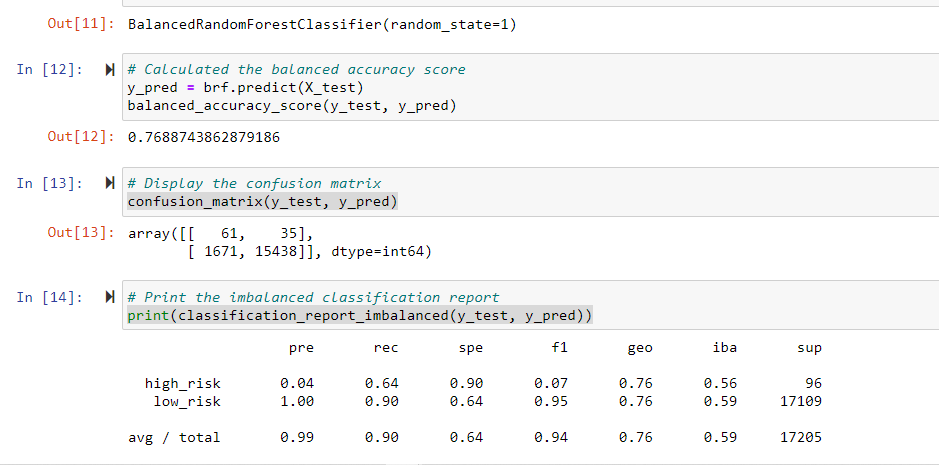 Out[11]: BalancedRandomForestClassifier(random_state=1)
In [12]: # Calculated the balanced accuracy score
y_pred = brf.predict(X_test)
balanced_accuracy_score(y_test, y_pred)
Out[12]: 0.7688743862879186
In [13]: # Display the confusion matrix
confusion_matrix(y_test, y_pred)
Out[13]: array([[   61,    35],
       [ 1671, 15438]], dtype=int64)
In [14]: # Print the imbalanced classification report
print(classification_report_imbalanced(y_test, y_pred))
pre rec spe f1 geo iba sup
high_risk 0.04 0.64 0.90 0.07 0.76 0.56 96
low_risk 1.00 0.90 0.64 0.95 0.76 0.59 17109
avg / total 0.99 0.90 0.64 0.94 0.76 0.59 17205